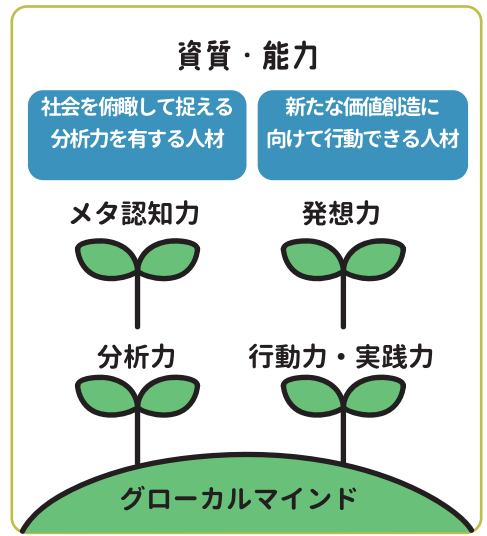 資質・能力
社会を俯瞰して捉える
分析力を有する人材
新たな価値創造に
向けて行動できる人材
メタ認知力
発想力
分析力
行動力・実践力
グローカルマインド